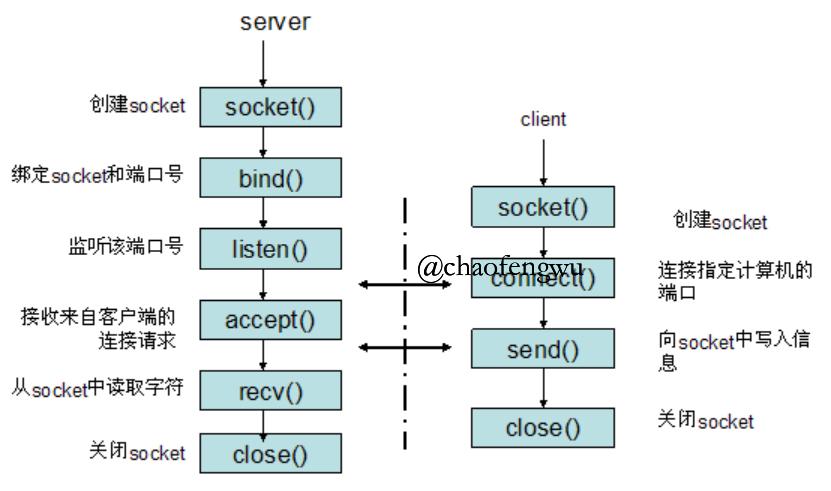 server
创建socket
socket()
绑定socket和端口号
bind()
监听该端口号
listen()
接收来自客户端的
连接请求
accept()
从socket中读取字符
recv()
关闭socket
close()
client
socket()
创建socket
@chaofengwu
connect()
连接指定计算机的
端口
send()
向socket中写入信
息
close()
关闭socket